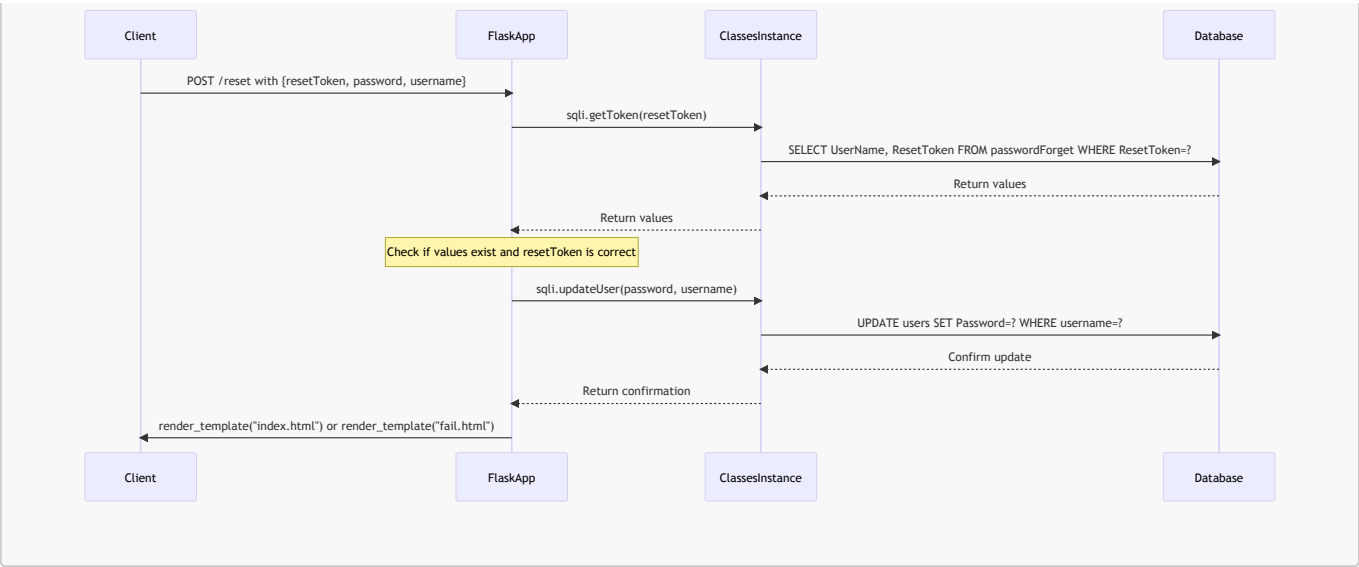 Client
FlaskApp
ClassesInstance
Database
POST /reset with {resetToken, password, username}
sqli.getToken(resetToken)
SELECT UserName, ResetToken FROM passwordForget WHERE ResetToken=?
Return values
Return values
Check if values exist and resetToken is correct
sqli.updateUser(password, username)
UPDATE users SET Password=? WHERE username=?
Confirm update
Return confirmation
render_template("index.html") or render_template("fail.html")
Client
FlaskApp
ClassesInstance
Database